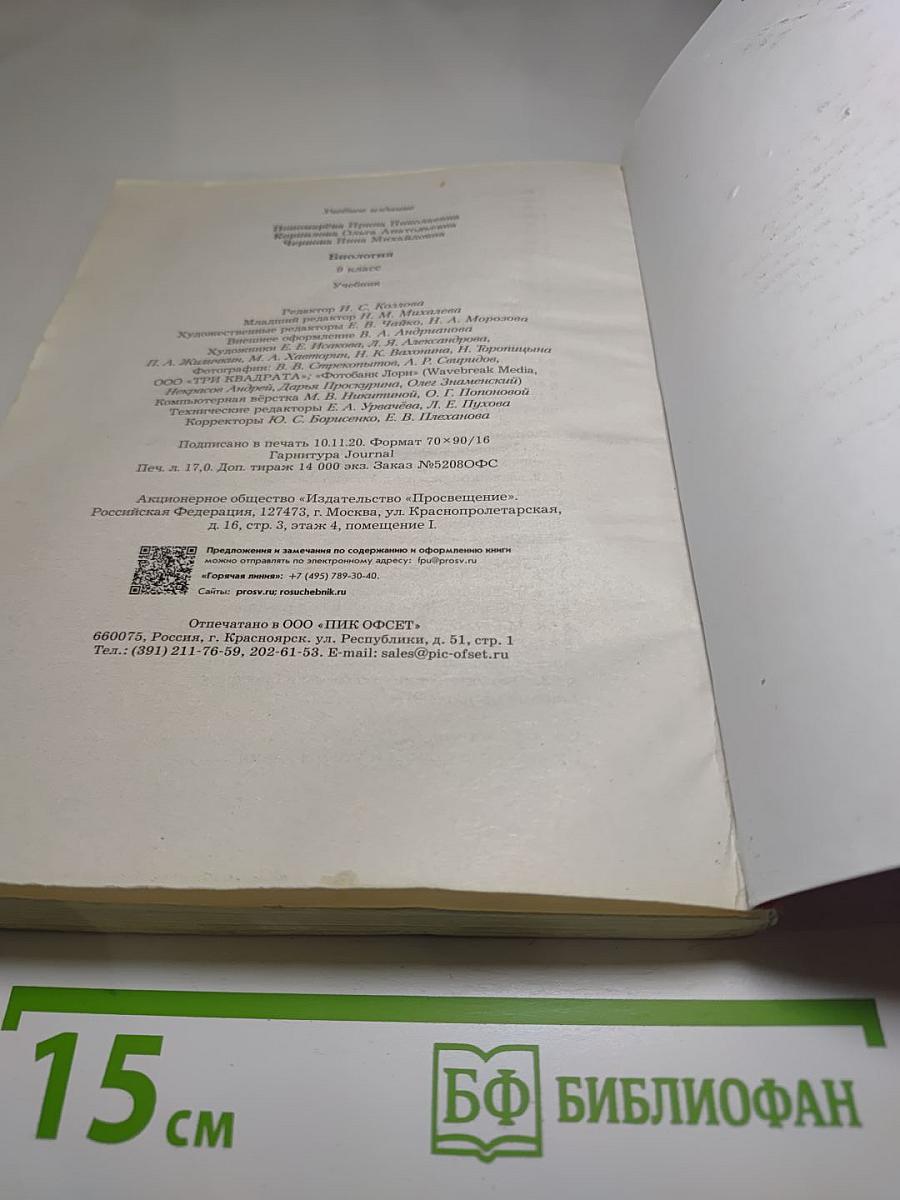 Учебное издание
Пономарёва Ирина Николаевна
Корнилова Ольга Анатольевна
Чернова Нина Михайловна
Биология
9 класс
Учебник
Редактор И. С. Козлова
Младший редактор Н. М. Михалева
Художественные редакторы Е. В. Чайко, Н. А. Морозова
Внешнее оформление В. А. Андрианова
Художники Е. Е. Исакова, Л. Я. Александрова,
П. А. Жиличкин, М. А. Хавторин, Н. К. Вахонина, Н. Торопицына
Фотографии: В. В. Стрекопытов, А. Р. Свиридов,
ООО «ТРИ КВАДРАТА»; «Фотобанк Лори» (Wavebreak Media,
Некрасов Андрей, Дарья Проскурина, Олег Знаменский)
Компьютерная вёрстка М. В. Никитиной, О. Г. Попоновой
Технические редакторы Е. А. Урвачёва, Л. Е. Пухова
Корректоры Ю. С. Борисенко, Е. В. Плеханова
Подписано в печать 10.11.20. Формат 70×90/16
Гарнитура Journal
Печ. л. 17,0. Доп. тираж 14 000 экз. Заказ №5208ОФС
Акционерное общество «Издательство «Просвещение».
Российская Федерация, 127473, г. Москва, ул. Краснопролетарская,
д. 16, стр. 3, этаж 4, помещение I.
Предложения и замечания по содержанию и оформлению книги
можно отправлять по электронному адресу: fpu@prosv.ru
«Горячая линия»: +7 (495) 789-30-40.
Сайты: prosv.ru; rosuchebnik.ru
Отпечатано в ООО «ПИК ОФСЕТ»
660075, Россия, г. Красноярск. ул. Республики, д. 51, стр. 1
Тел.: (391) 211-76-59, 202-61-53. E-mail: sales@pic-ofset.ru
15 см
БФ БИБЛИОФАН